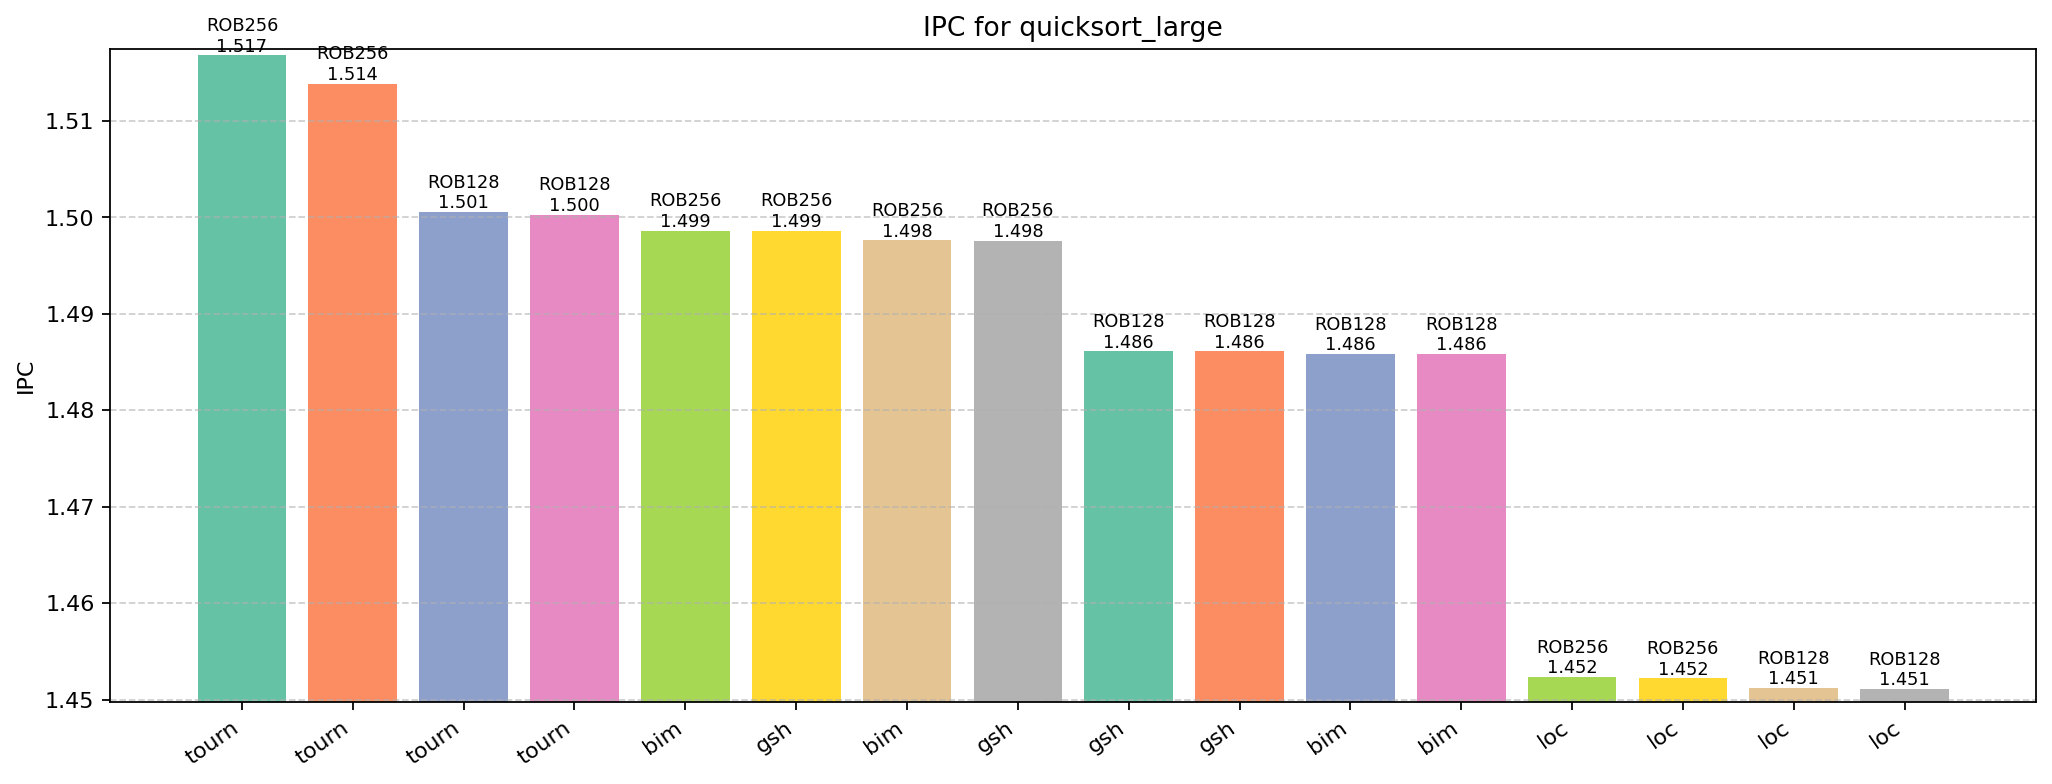 IPC for quicksort_large
IPC
1.51
1.50
1.49
1.48
1.47
1.46
1.45
ROB256
1.517
ROB256
1.514
ROB128
1.501
ROB128
1.500
ROB256
1.499
ROB256
1.499
ROB256
1.498
ROB256
1.498
ROB128
1.486
ROB128
1.486
ROB128
1.486
ROB128
1.486
ROB256
1.452
ROB256
1.452
ROB128
1.451
ROB128
1.451
tourn
tourn
tourn
tourn
bim
gsh
bim
gsh
gsh
gsh
bim
bim
loc
loc
loc
loc